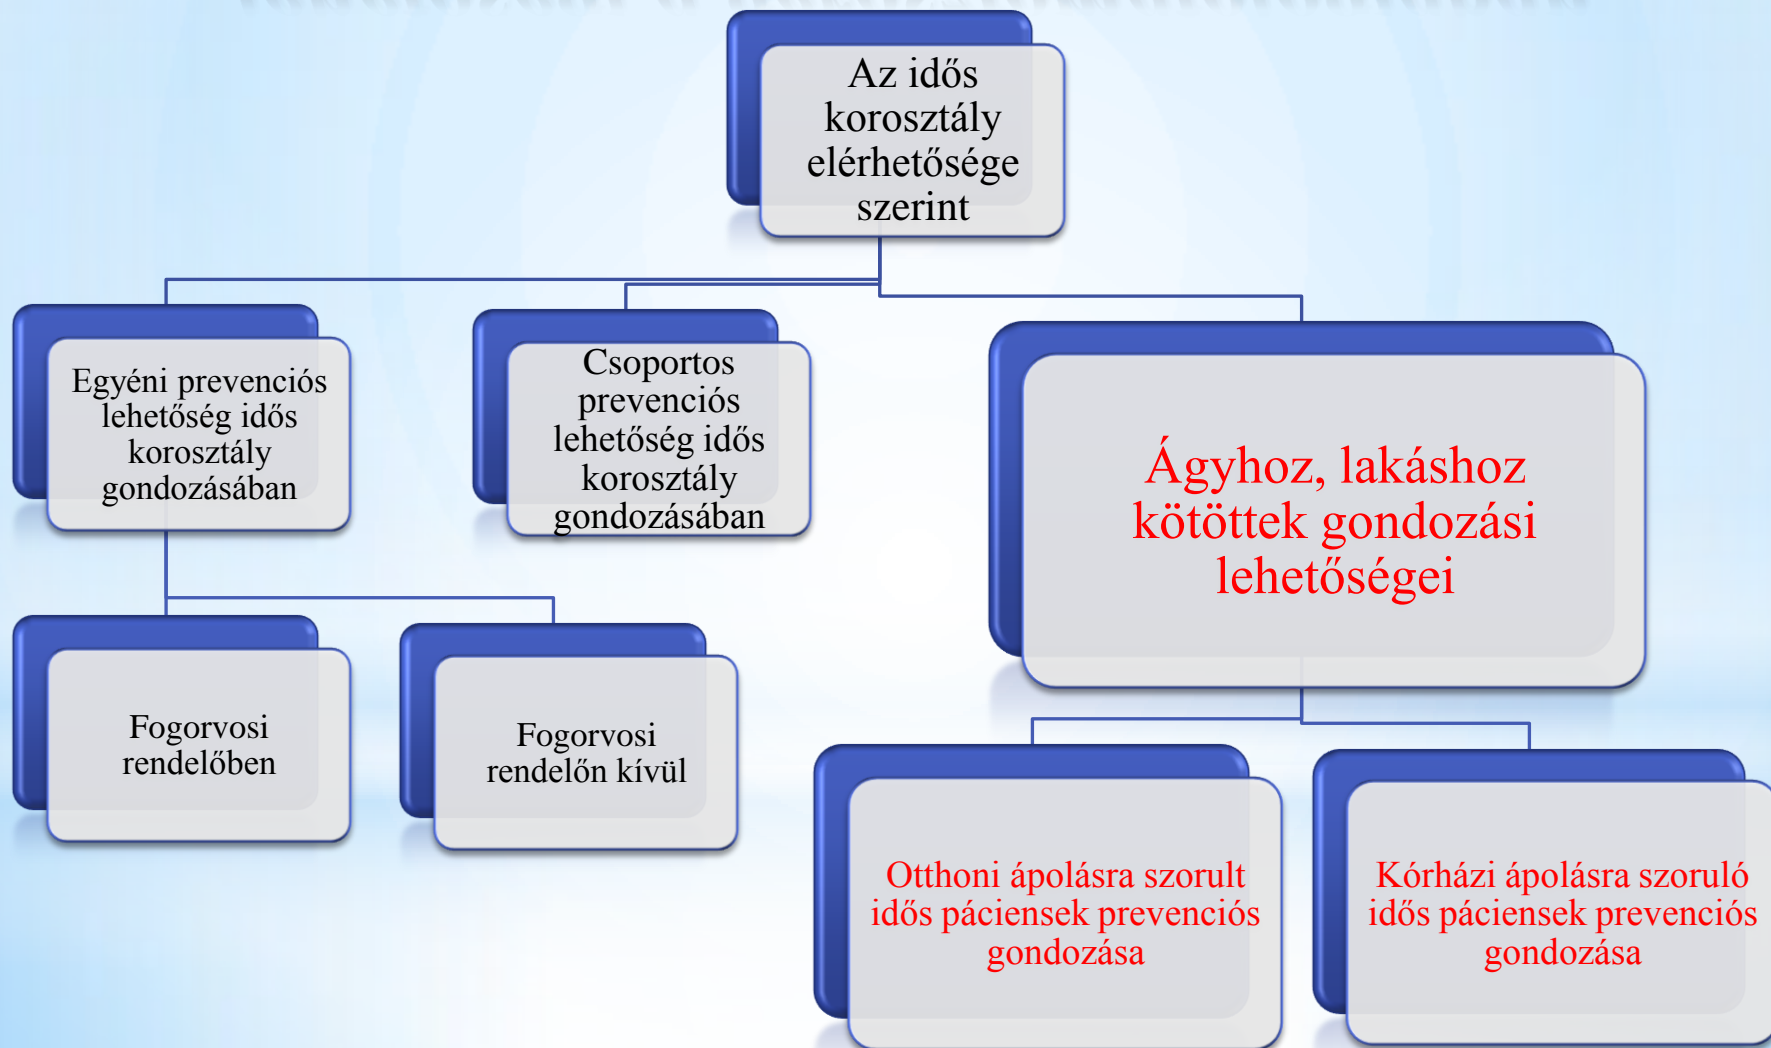 Az idős
korosztály
elérhetősége
szerint
Egyéni prevenciós
lehetőség idős
korosztály
gondozásában
Csoportos
prevenciós
lehetőség idős
korosztály
gondozásában
Ágyhoz, lakáshoz
kötöttek gondozási
lehetőségei
Fogorvosi
rendelőben
Fogorvosi
rendelőn kívül
Otthoni ápolásra szorult
idős páciensek prevenciós
gondozása
Kórházi ápolásra szoruló
idős páciensek prevenciós
gondozása